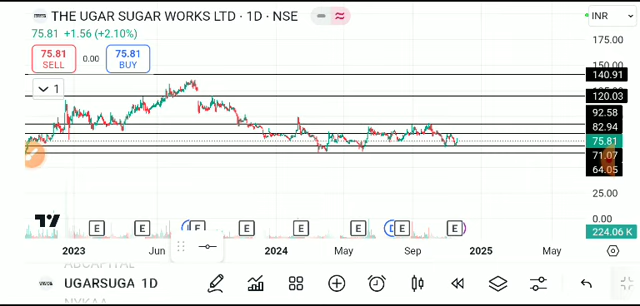 THE UGAR SUGAR WORKS LTD · 1D · NSE
INR
75.81 +1.56 (+2.10%)
75.81
SELL
0.00
75.81
BUY
1
175.00
150.00
140.91
120.03
92.58
82.94
75.81
71.07
64.05
25.00
0.00
224.06 K
E E E E E E E E
2023 Jun 2024 May Sep 2025 May
UGARSUGA 1D